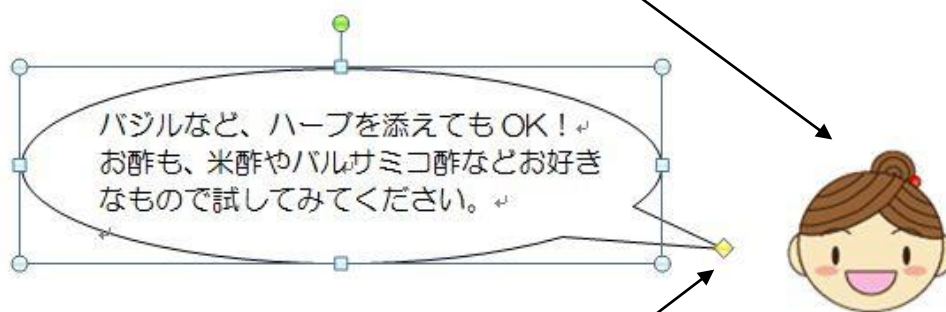 バジルなど、ハーブを添えてもOK！
お酢も、米酢やバルサミコ酢などお好き
なもので試してみてください。